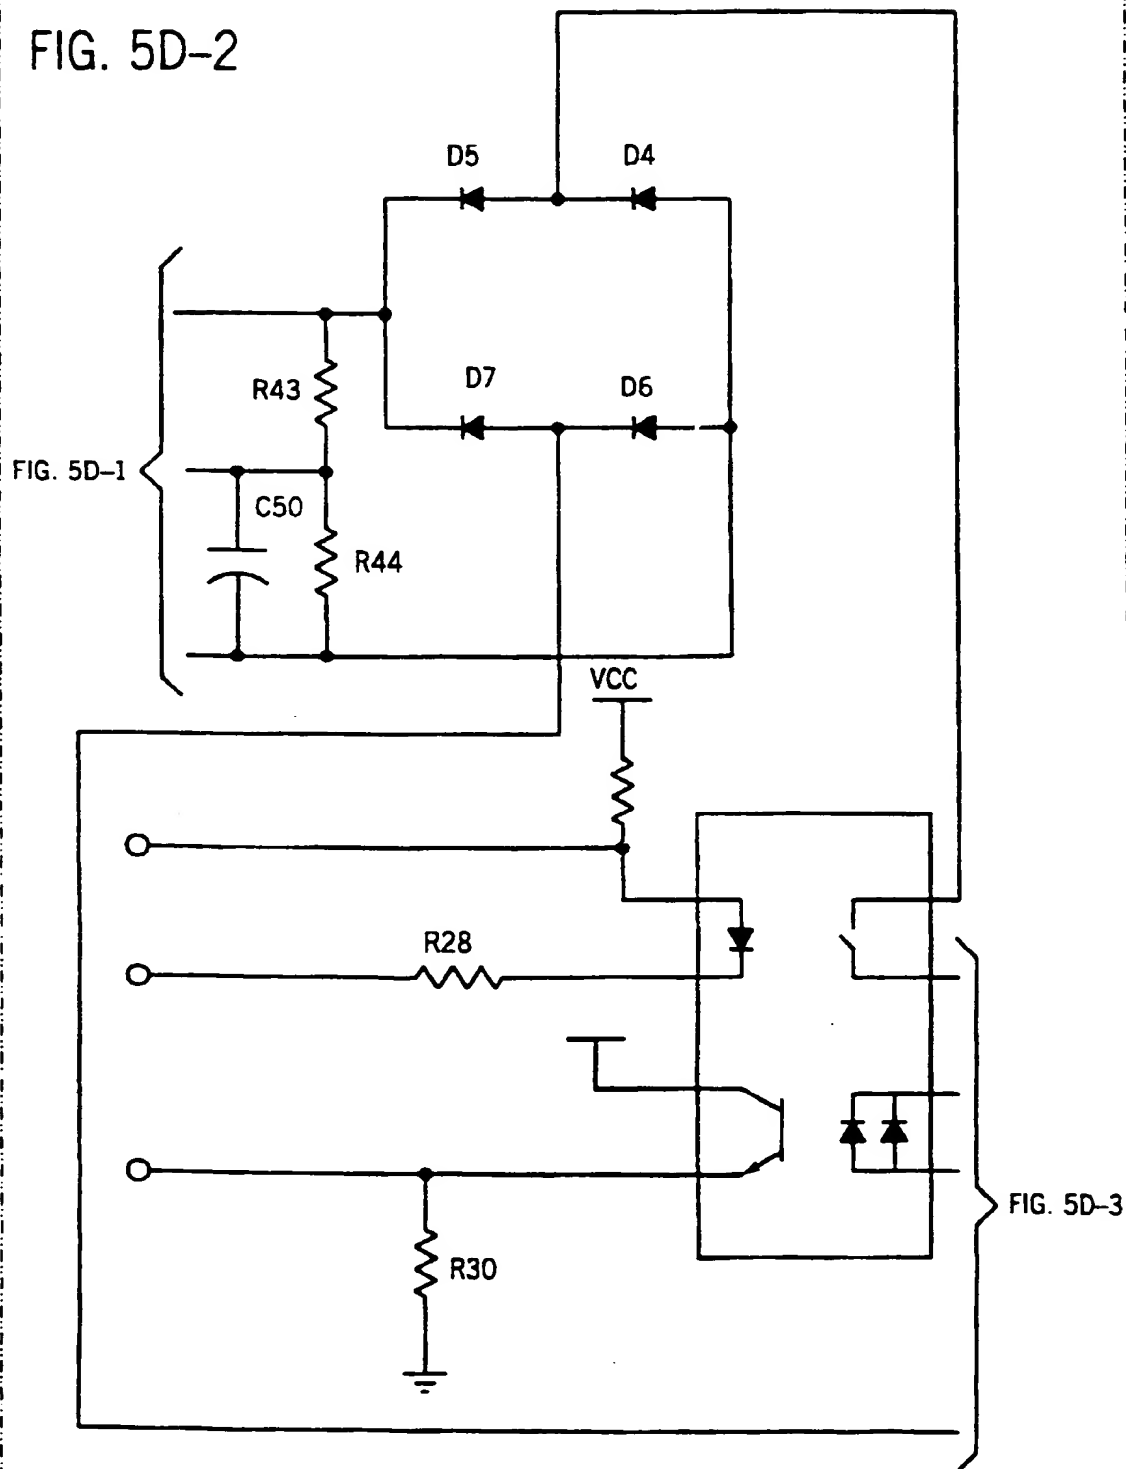 FIG. 5D-2
D5
D4
R43
D7
D6
FIG. 5D-1
C50
R44
VCC
R28
FIG. 5D-3
R30